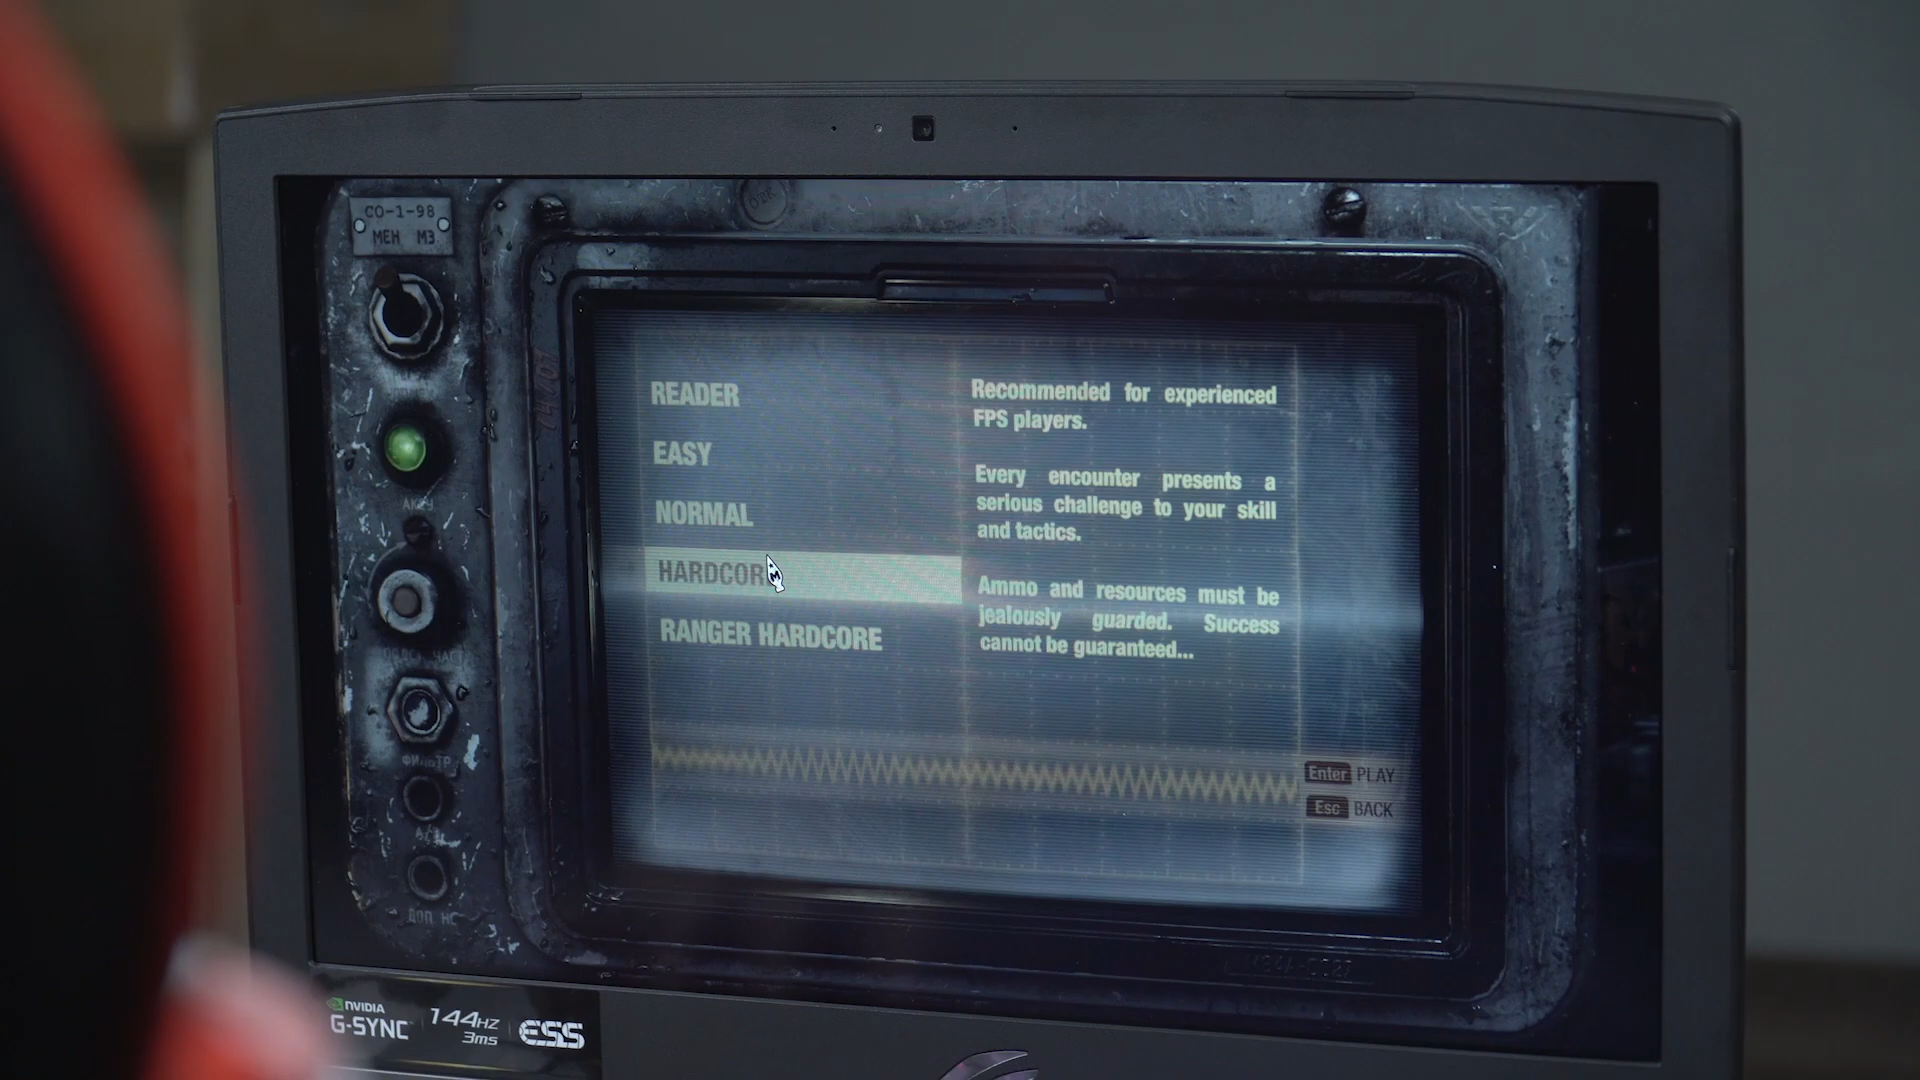 СО-1-98
МЕН М3
READER
EASY
NORMAL
HARDCOR
RANGER HARDCORE
Recommended for experienced
FPS players.
Every encounter presents a
serious challenge to your skill
and tactics.
Ammo and resources must be
jealously guarded. Success
cannot be guaranteed...
Enter PLAY
Esc BACK
ФИЛЬТР
NVIDIA
G-SYNC
144HZ
3ms
ESS